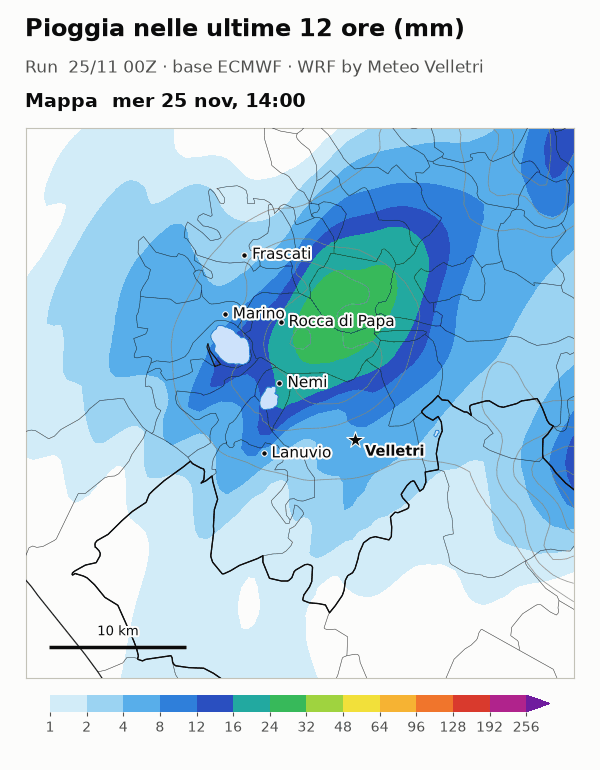 Pioggia nelle ultime 12 ore (mm)
Run  25/11 00Z · base ECMWF · WRF by Meteo Velletri
Mappa  mer 25 nov, 14:00
Frascati
Marino
Rocca di Papa
Nemi
Velletri
Lanuvio
10 km
1 2 4 8 12 16 24 32 48 64 96 128 192 256